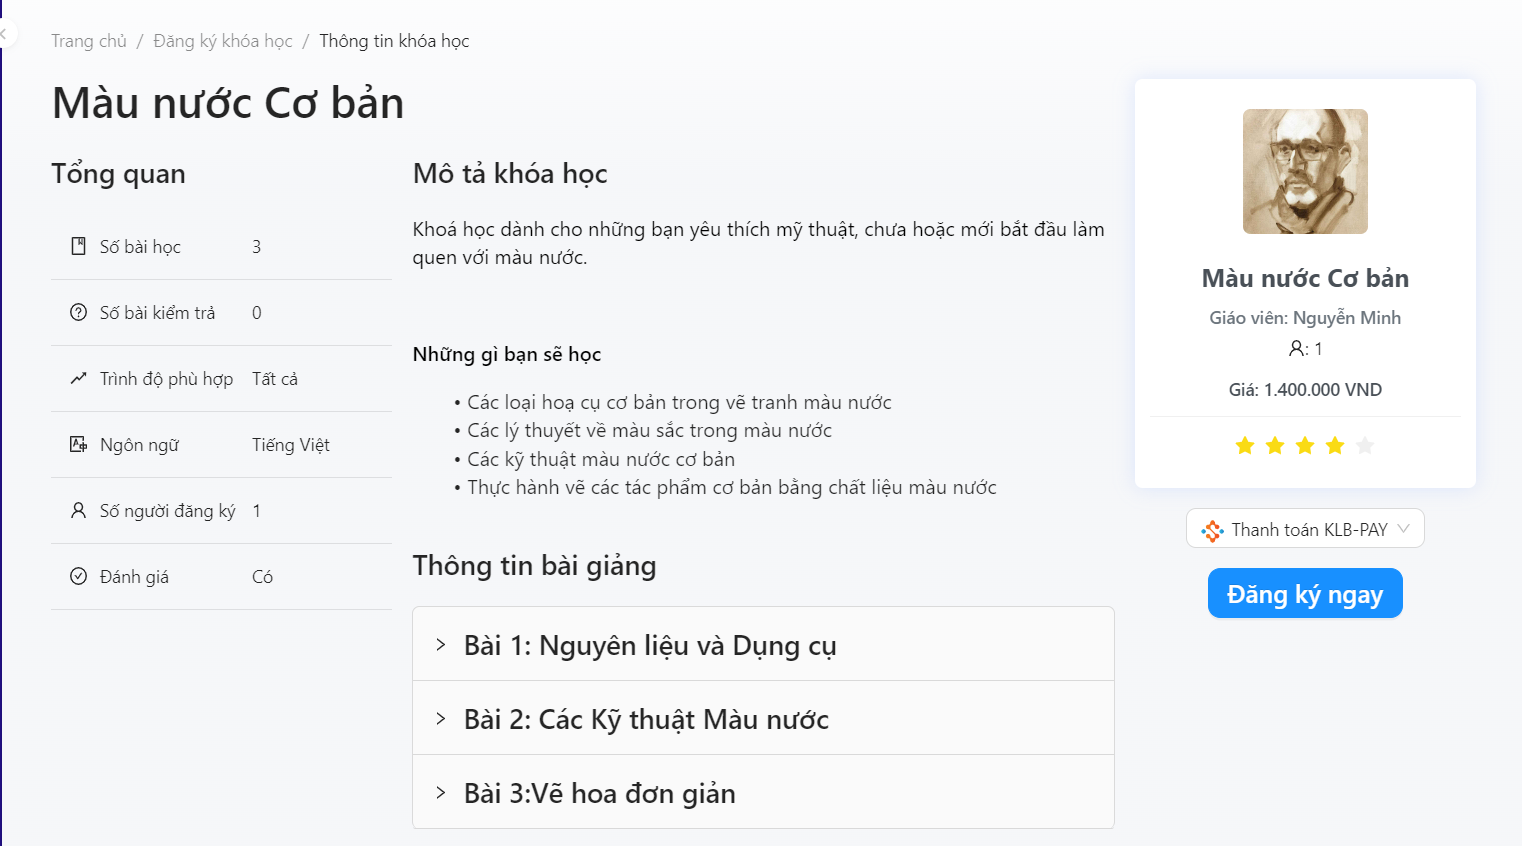 Trang chủ / Đăng ký khóa học / Thông tin khóa học
Màu nước Cơ bản
Tổng quan
Số bài học 3
Số bài kiểm trả 0
Trình độ phù hợp Tất cả
Ngôn ngữ Tiếng Việt
Số người đăng ký 1
Đánh giá Có
Mô tả khóa học
Khoá học dành cho những bạn yêu thích mỹ thuật, chưa hoặc mới bắt đầu làm
quen với màu nước.
Những gì bạn sẽ học
• Các loại hoạ cụ cơ bản trong vẽ tranh màu nước
• Các lý thuyết về màu sắc trong màu nước
• Các kỹ thuật màu nước cơ bản
• Thực hành vẽ các tác phẩm cơ bản bằng chất liệu màu nước
Thông tin bài giảng
Bài 1: Nguyên liệu và Dụng cụ
Bài 2: Các Kỹ thuật Màu nước
Bài 3:Vẽ hoa đơn giản
Màu nước Cơ bản
Giáo viên: Nguyễn Minh
: 1
Giá: 1.400.000 VND
Thanh toán KLB-PAY
Đăng ký ngay